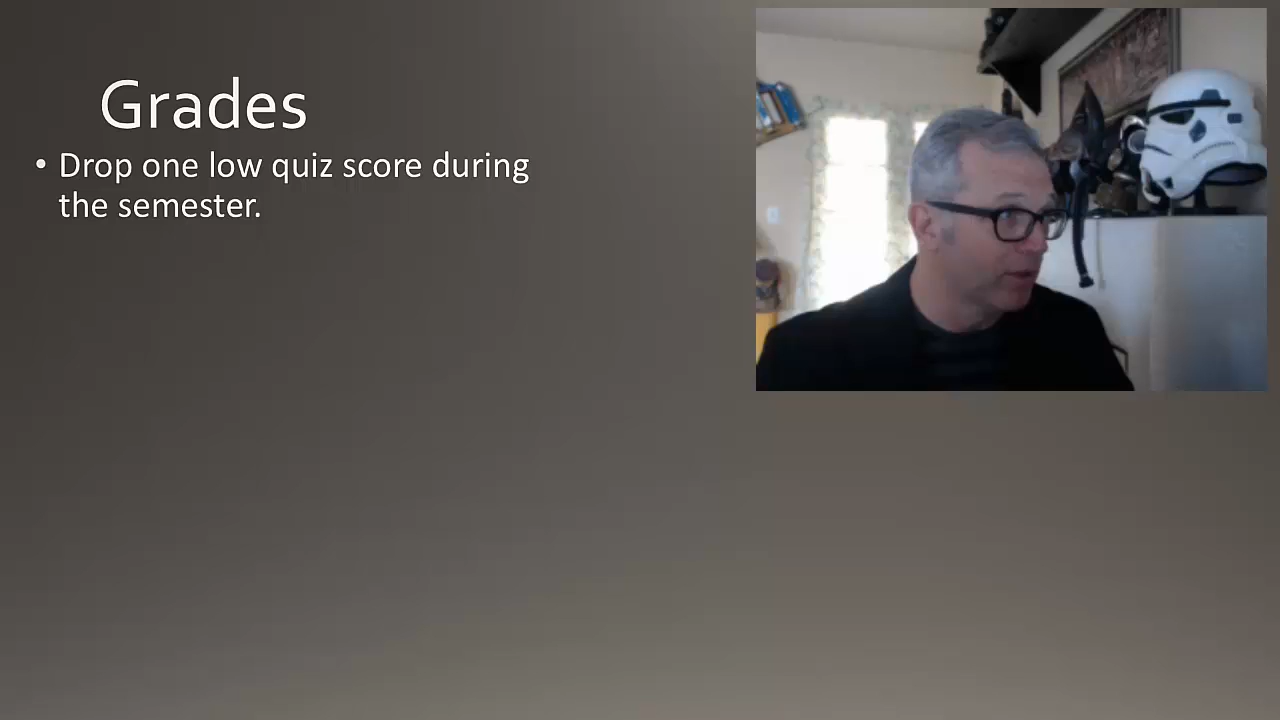 Grades
• Drop one low quiz score during
the semester.